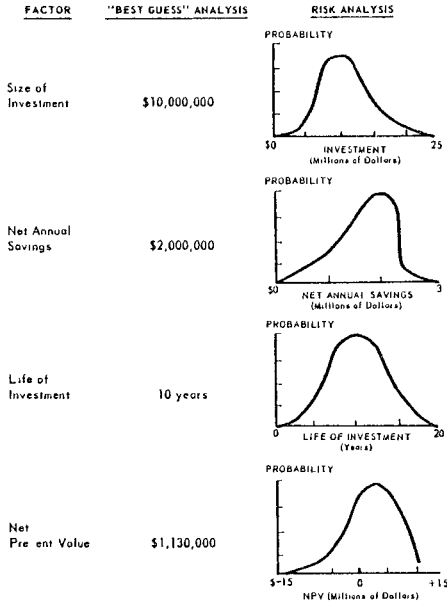 FACTOR "BEST GUESS" ANALYSIS RISK ANALYSIS
PROBABILITY
Size of
Investment
$10,000,000
$0 25
INVESTMENT
(Millions of Dollars)
PROBABILITY
Net Annual
Savings
$2,000,000
$0 3
NET ANNUAL SAVINGS
(Millions of Dollars)
PROBABILITY
Life of
Investment
10 years
0 20
LIFE OF INVESTMENT
(Years)
PROBABILITY
Net
Pre ent Value
$1,130,000
$-15 0 +15
NPV (Millions of Dollars)